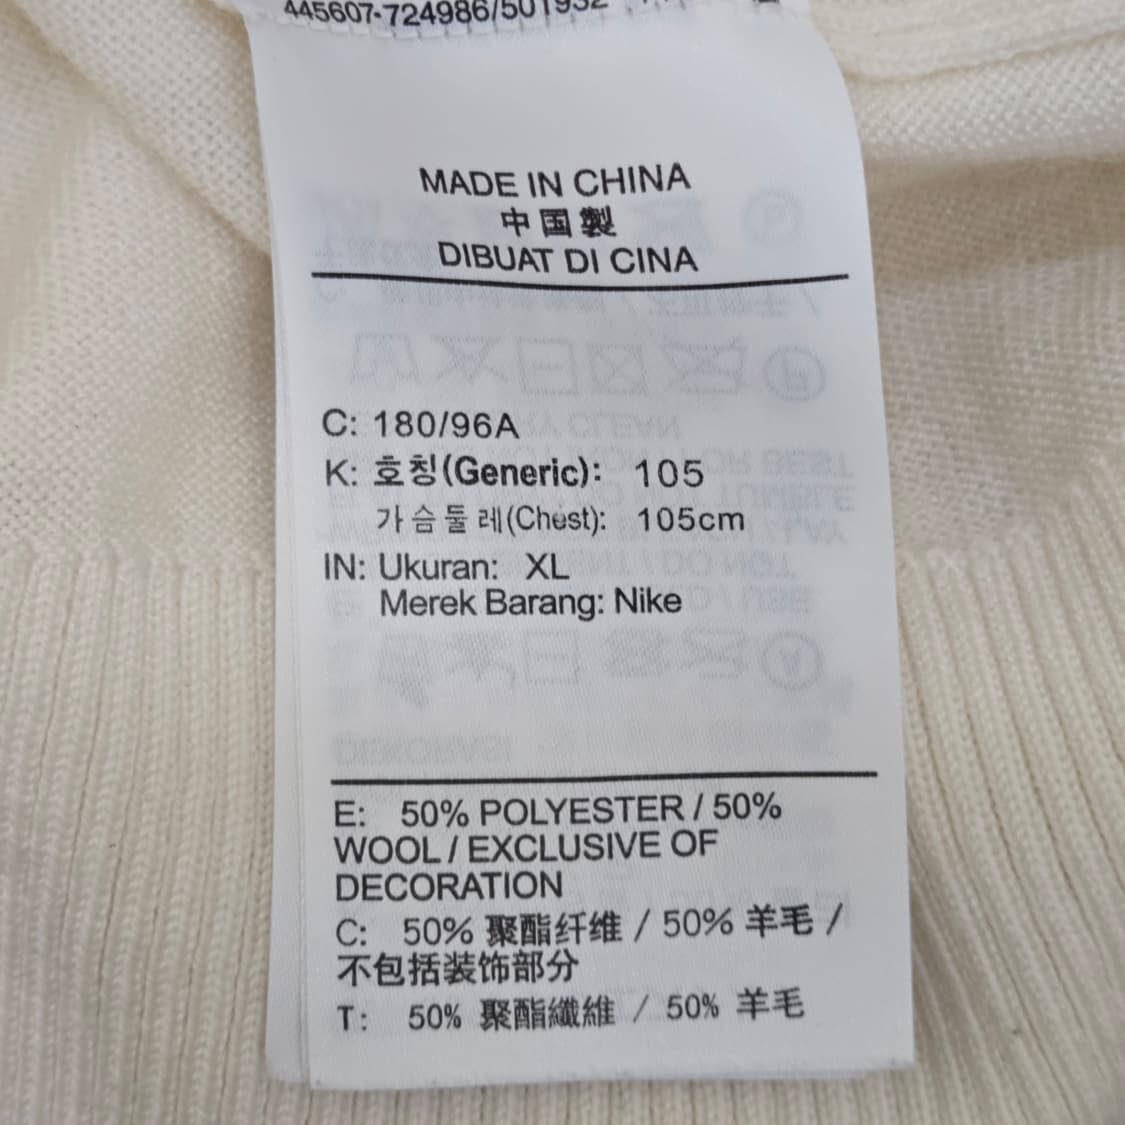 445607-724986/501932
MADE IN CHINA
中国製
DIBUAT DI CINA
C: 180/96A
K: 호칭(Generic): 105
가슴둘레(Chest): 105cm
IN: Ukuran: XL
Merek Barang: Nike
E: 50% POLYESTER / 50%
WOOL / EXCLUSIVE OF
DECORATION
C: 50% 聚酯纤维 / 50% 羊毛 /
不包括装饰部分
T: 50% 聚酯纖維 / 50% 羊毛